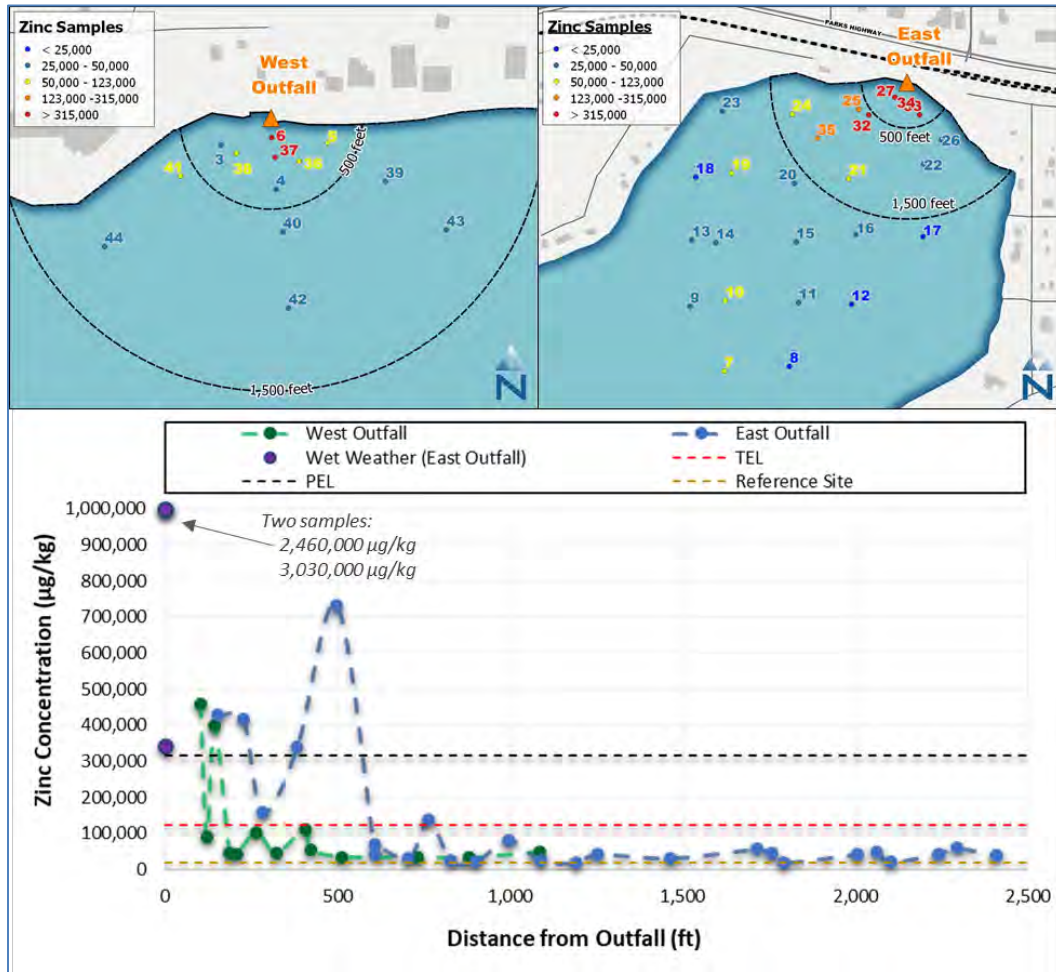 Zinc Samples
< 25,000
25,000 - 50,000
50,000 - 123,000
123,000 -315,000
> 315,000
West
Outfall
6
5
3
37
36
38
41
4
39
500 feet
40
43
44
42
1,500 feet
N
Zinc Samples
< 25,000
25,000 - 50,000
50,000 - 123,000
123,000 -315,000
> 315,000
PARKS HIGHWAY
East
Outfall
27
34
23
24
25
33
32
35
500 feet
26
22
18
19
20
21
1,500 feet
13
14
15
16
17
9
10
11
12
7
8
N
West Outfall
East Outfall
Wet Weather (East Outfall)
TEL
PEL
Reference Site
Zinc Concentration (µg/kg)
1,000,000
900,000
800,000
700,000
600,000
500,000
400,000
300,000
200,000
100,000
0
Two samples:
2,460,000 µg/kg
3,030,000 µg/kg
0
500
1,000
1,500
2,000
2,500
Distance from Outfall (ft)